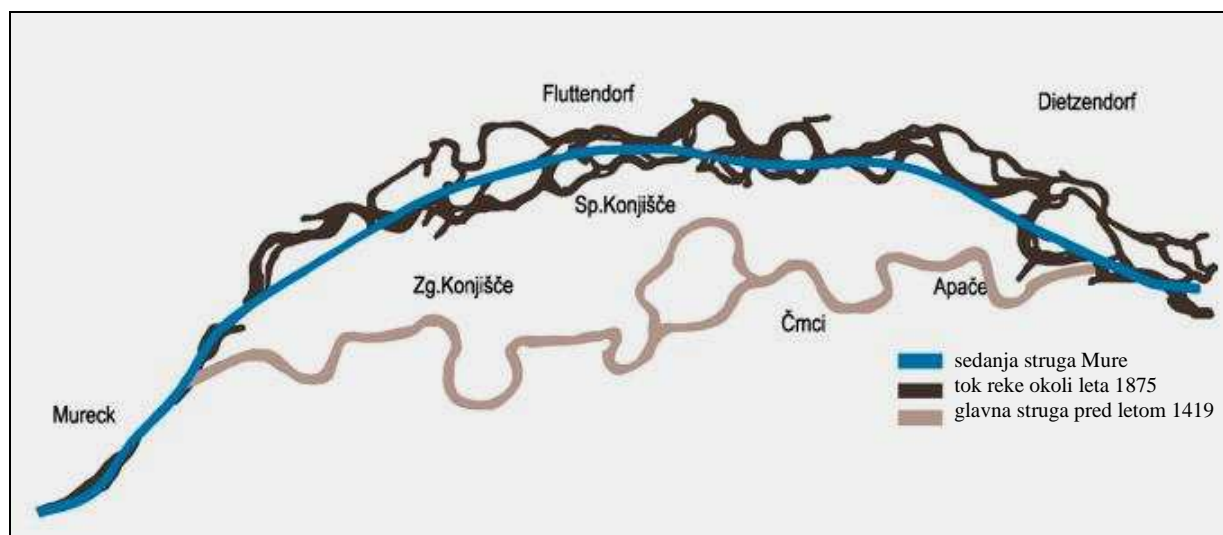 Fluttendorf
Dietzendorf
Sp.Konjišče
Zg.Konjišče
Apače
Črnci
Mureck
sedanja struga Mure
tok reke okoli leta 1875
glavna struga pred letom 1419